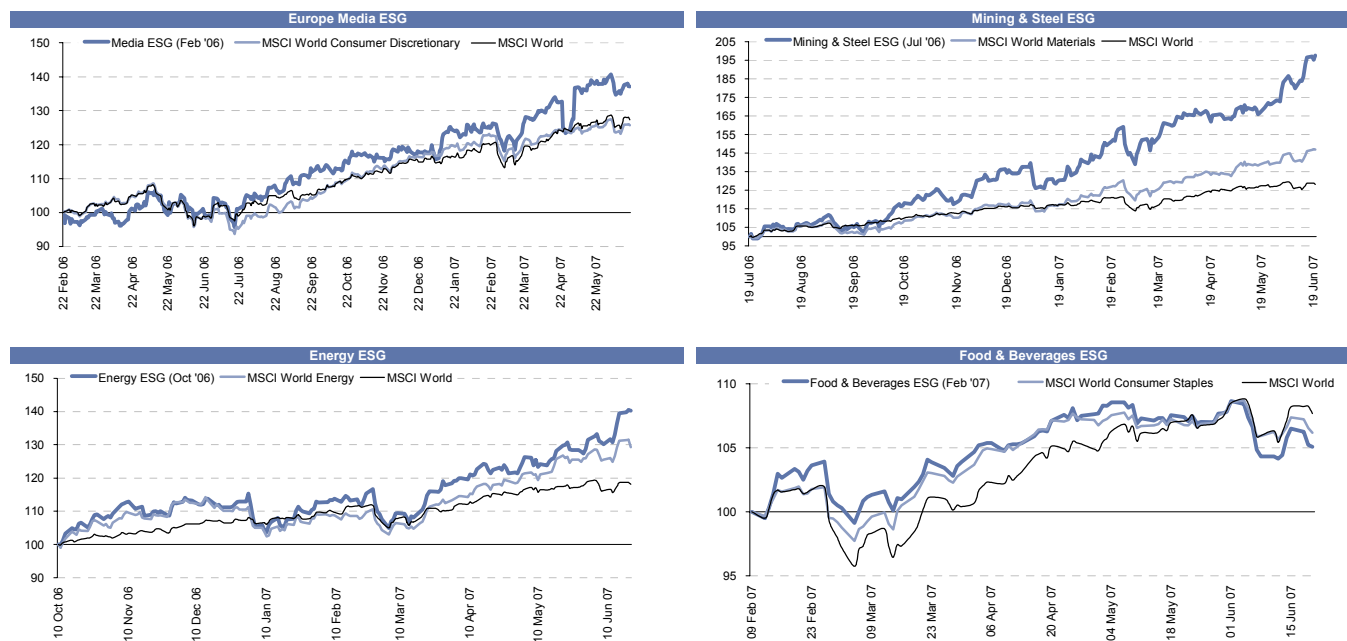 Europe Media ESG
150
Media ESG (Feb '06)
MSCI World Consumer Discretionary
MSCI World
140
130
120
110
100
90
22 Feb 06
22 Mar 06
22 Apr 06
22 May 06
22 Jun 06
22 Jul 06
22 Aug 06
22 Sep 06
22 Oct 06
22 Nov 06
22 Dec 06
22 Jan 07
22 Feb 07
22 Mar 07
22 Apr 07
22 May 07
Mining & Steel ESG
205
Mining & Steel ESG (Jul '06)
MSCI World Materials
MSCI World
195
185
175
165
155
145
135
125
115
105
95
19 Jul 06
19 Aug 06
19 Sep 06
19 Oct 06
19 Nov 06
19 Dec 06
19 Jan 07
19 Feb 07
19 Mar 07
19 Apr 07
19 May 07
19 Jun 07
Energy ESG
150
Energy ESG (Oct '06)
MSCI World Energy
MSCI World
140
130
120
110
100
90
10 Oct 06
10 Nov 06
10 Dec 06
10 Jan 07
10 Feb 07
10 Mar 07
10 Apr 07
10 May 07
10 Jun 07
Food & Beverages ESG
110
Food & Beverages ESG (Feb '07)
MSCI World Consumer Staples
MSCI World
105
100
95
09 Feb 07
23 Feb 07
09 Mar 07
23 Mar 07
06 Apr 07
20 Apr 07
04 May 07
18 May 07
01 Jun 07
15 Jun 07